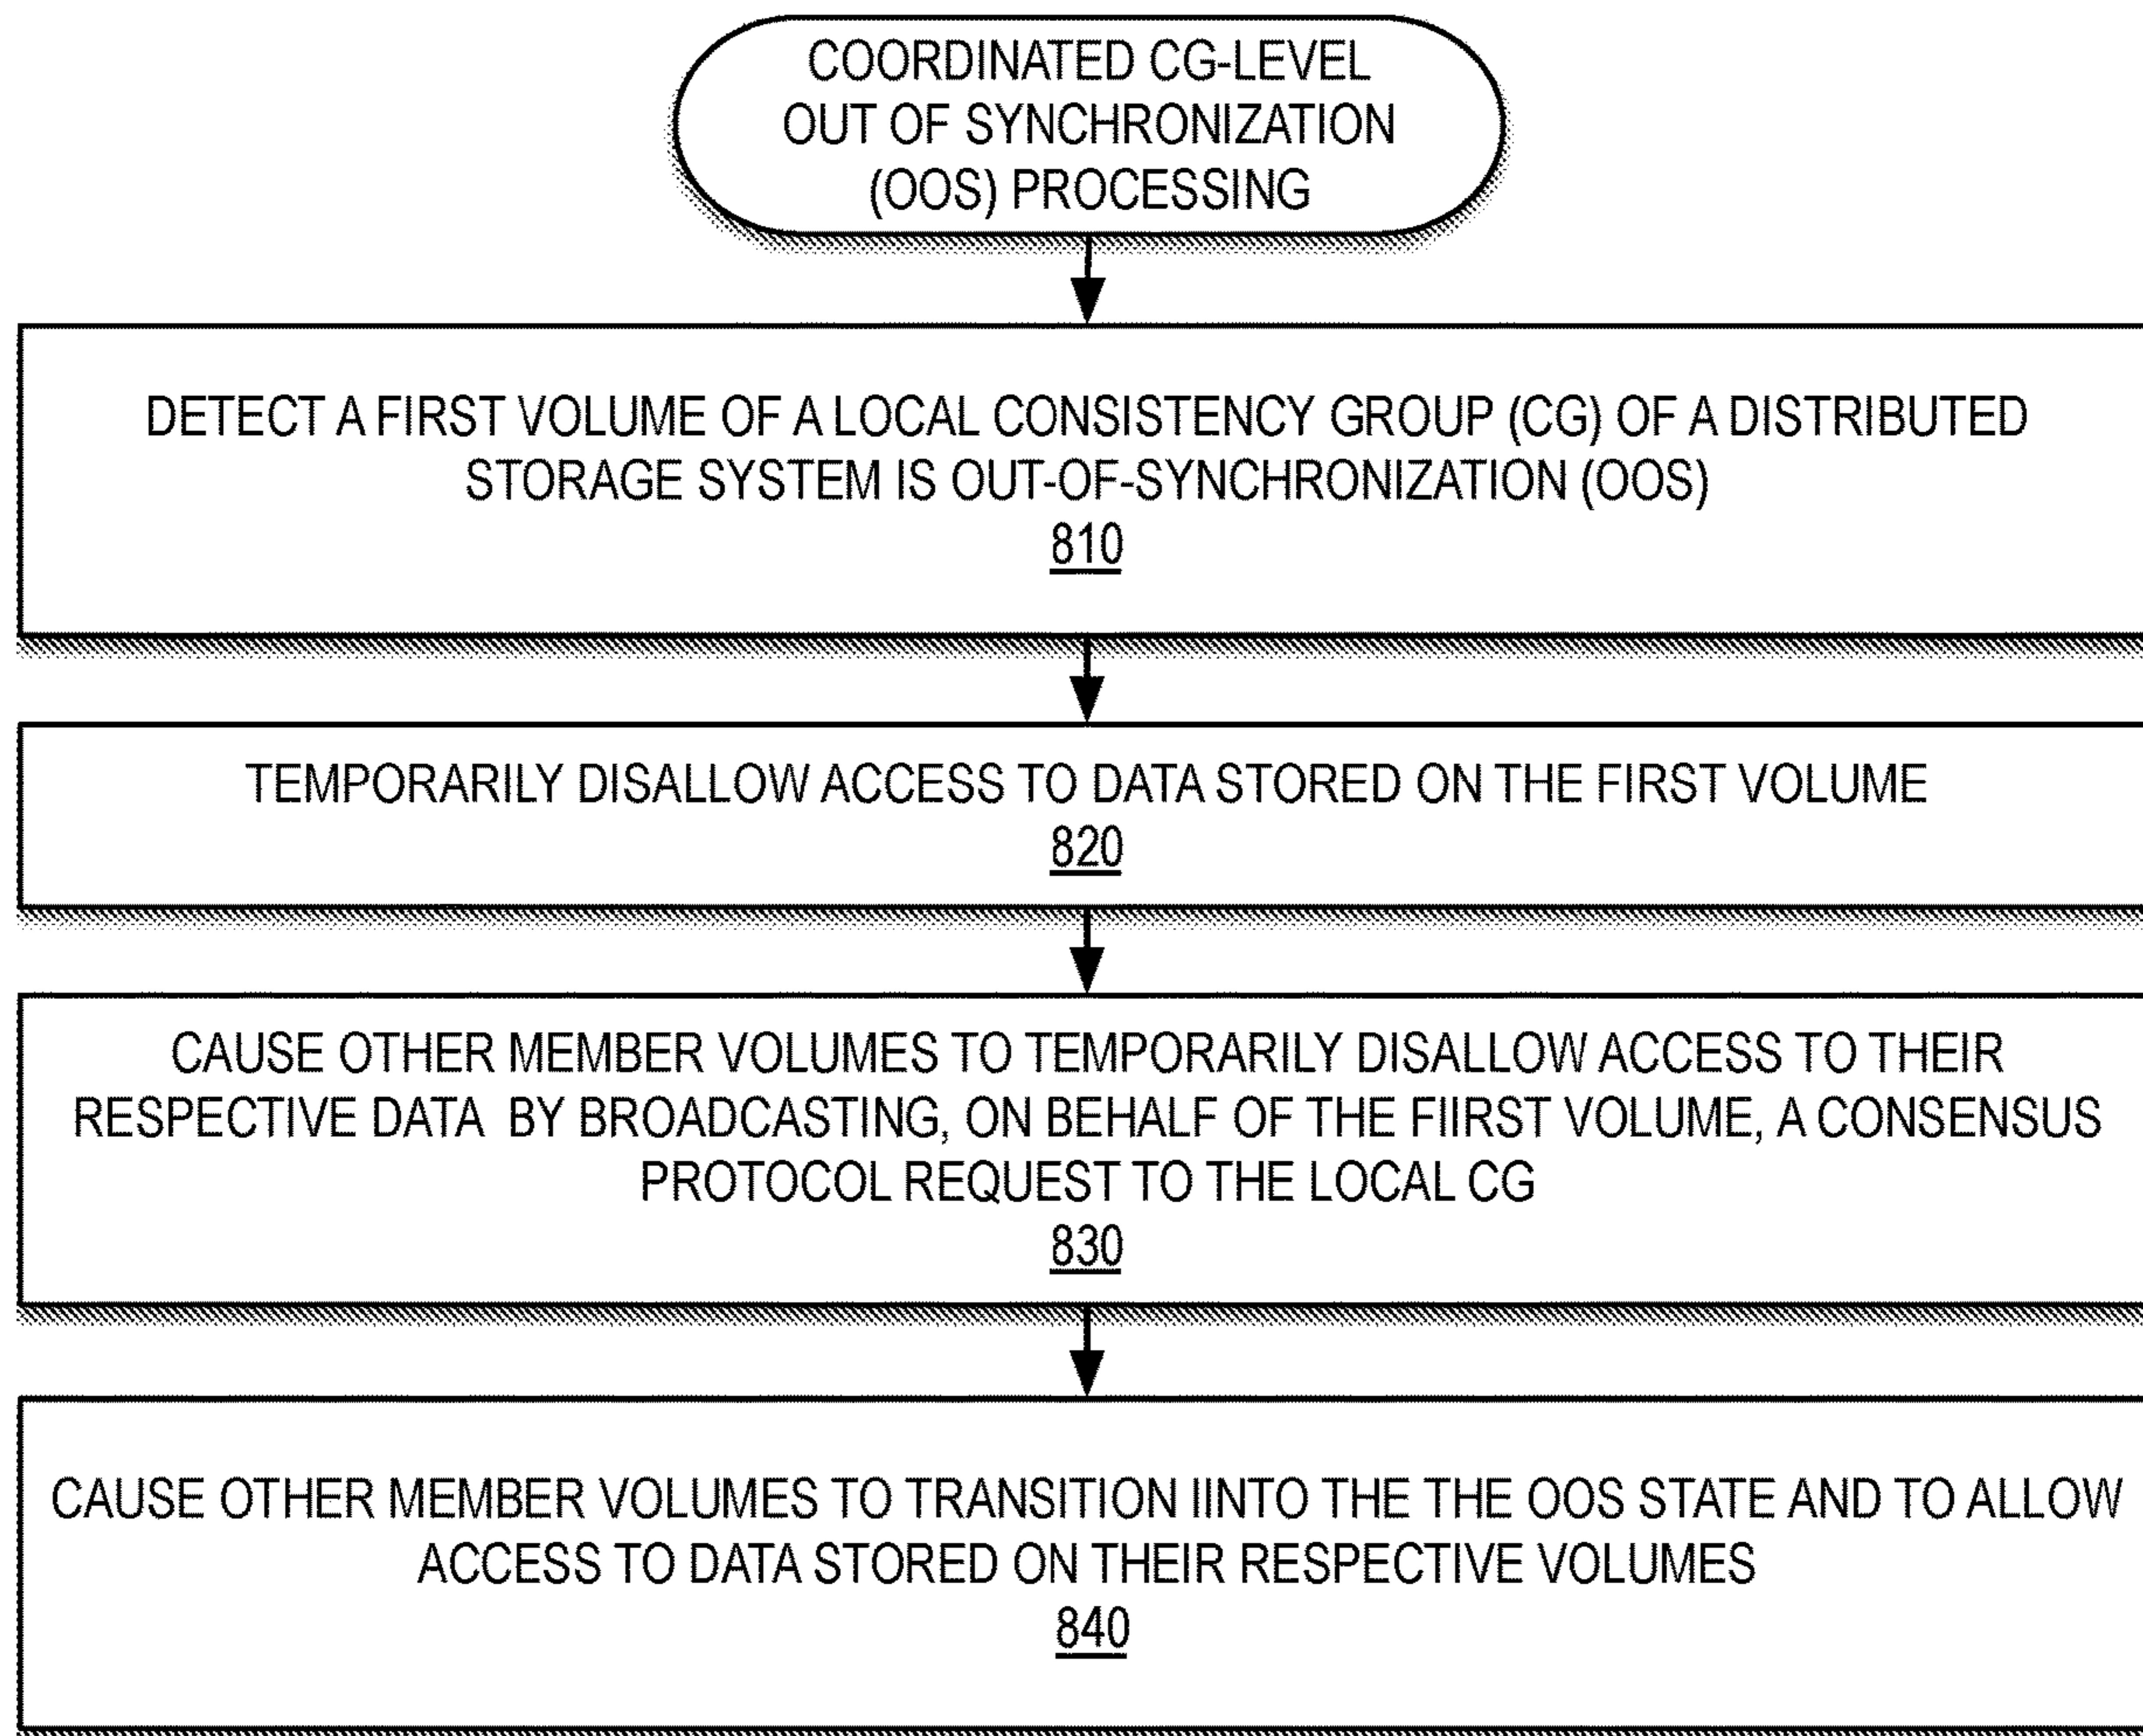 COORDINATED CG-LEVEL
OUT OF SYNCHRONIZATION
(OOS) PROCESSING
DETECT A FIRST VOLUME OF A LOCAL CONSISTENCY GROUP (CG) OF A DISTRIBUTED
STORAGE SYSTEM IS OUT-OF-SYNCHRONIZATION (OOS)
810
TEMPORARILY DISALLOW ACCESS TO DATA STORED ON THE FIRST VOLUME
820
CAUSE OTHER MEMBER VOLUMES TO TEMPORARILY DISALLOW ACCESS TO THEIR
RESPECTIVE DATA BY BROADCASTING, ON BEHALF OF THE FIIRST VOLUME, A CONSENSUS
PROTOCOL REQUEST TO THE LOCAL CG
830
CAUSE OTHER MEMBER VOLUMES TO TRANSITION IINTO THE THE OOS STATE AND TO ALLOW
ACCESS TO DATA STORED ON THEIR RESPECTIVE VOLUMES
840